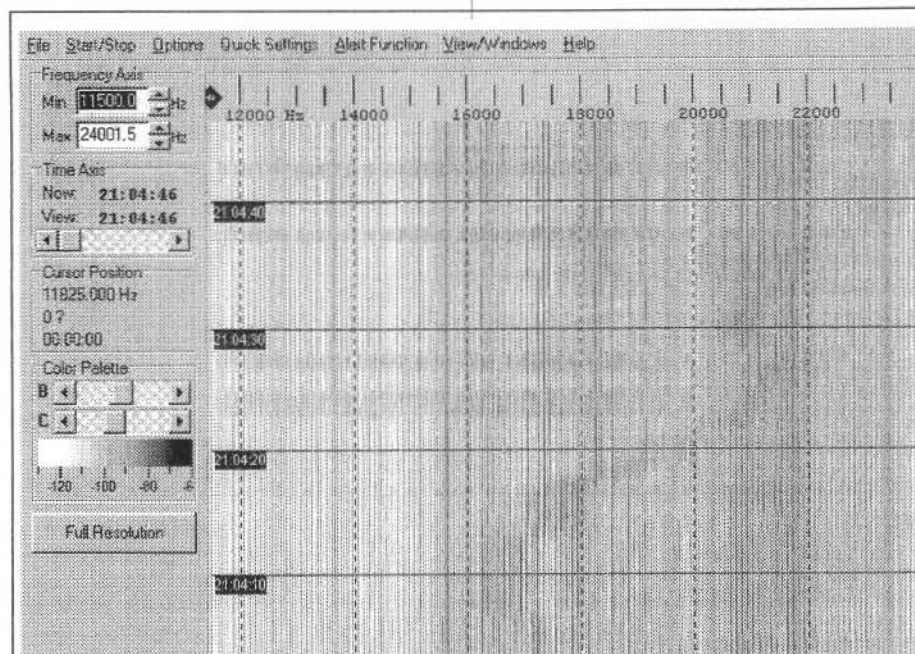 File Start/Stop Options Quick Settings Alert Function View/Windows Help
Frequency Axis
Min 11500.0 Hz
Max 24001.5 Hz
12000 Hz 14000 16000 18000 20000 22000
Time Axis
Now: 21:04:46
View: 21:04:46
21:04:40
Cursor Position
11825.000 Hz
0 ?
00:00:00
21:04:30
Color Palette
B
C
-120 -100 -80 -6
21:04:20
Full Resolution
21:04:10